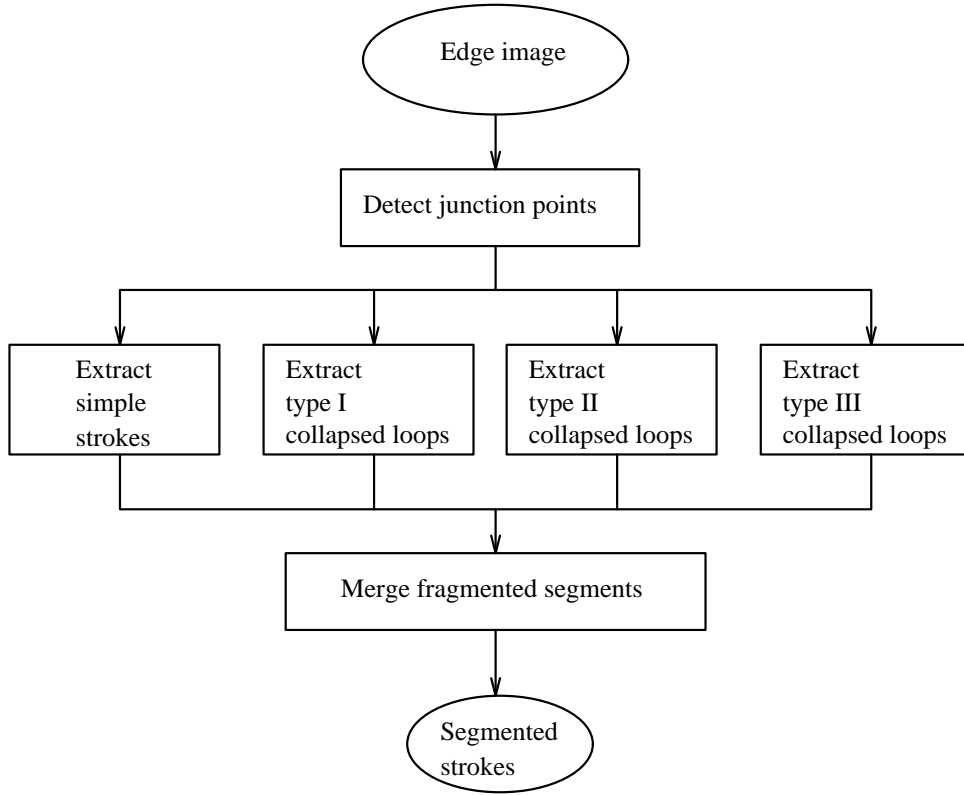 Edge image
Detect junction points
Extract
simple
strokes
Extract
type I
collapsed loops
Extract
type II
collapsed loops
Extract
type III
collapsed loops
Merge fragmented segments
Segmented
strokes